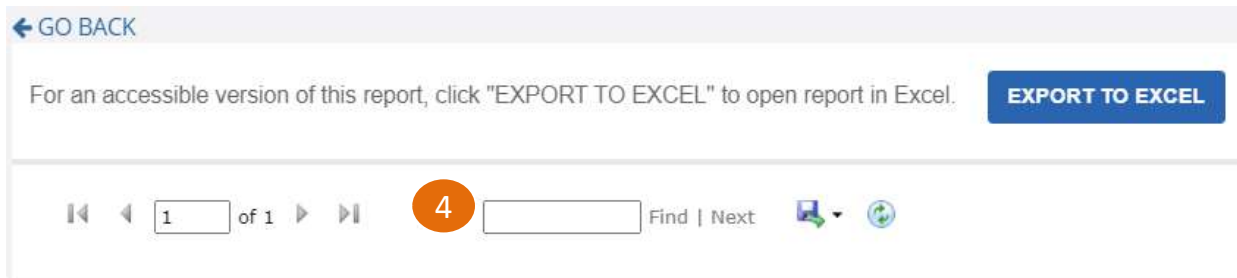 GO BACK
For an accessible version of this report, click "EXPORT TO EXCEL" to open report in Excel. EXPORT TO EXCEL
1 of 1 4 Find | Next